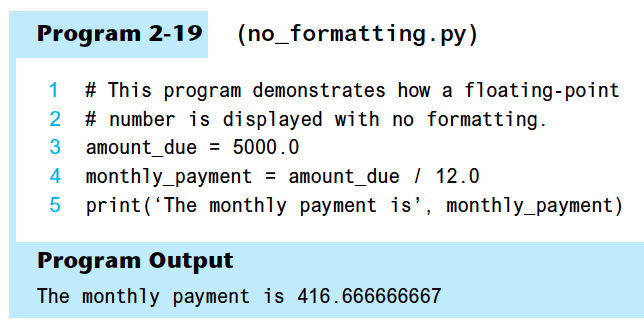 Program 2-19 (no_formatting.py)
1 # This program demonstrates how a floating-point
2 # number is displayed with no formatting.
3 amount_due = 5000.0
4 monthly_payment = amount_due / 12.0
5 print(‘The monthly payment is’, monthly_payment)
Program Output
The monthly payment is 416.666666667